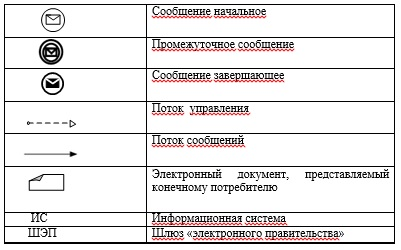 Сообщение начальное
Промежуточное сообщение
Сообщение завершающее
Поток управления
Поток сообщений
Электронный документ, представляемый
конечному потребителю
ИС Информационная система
ШЭП Шлюз «электронного правительства»